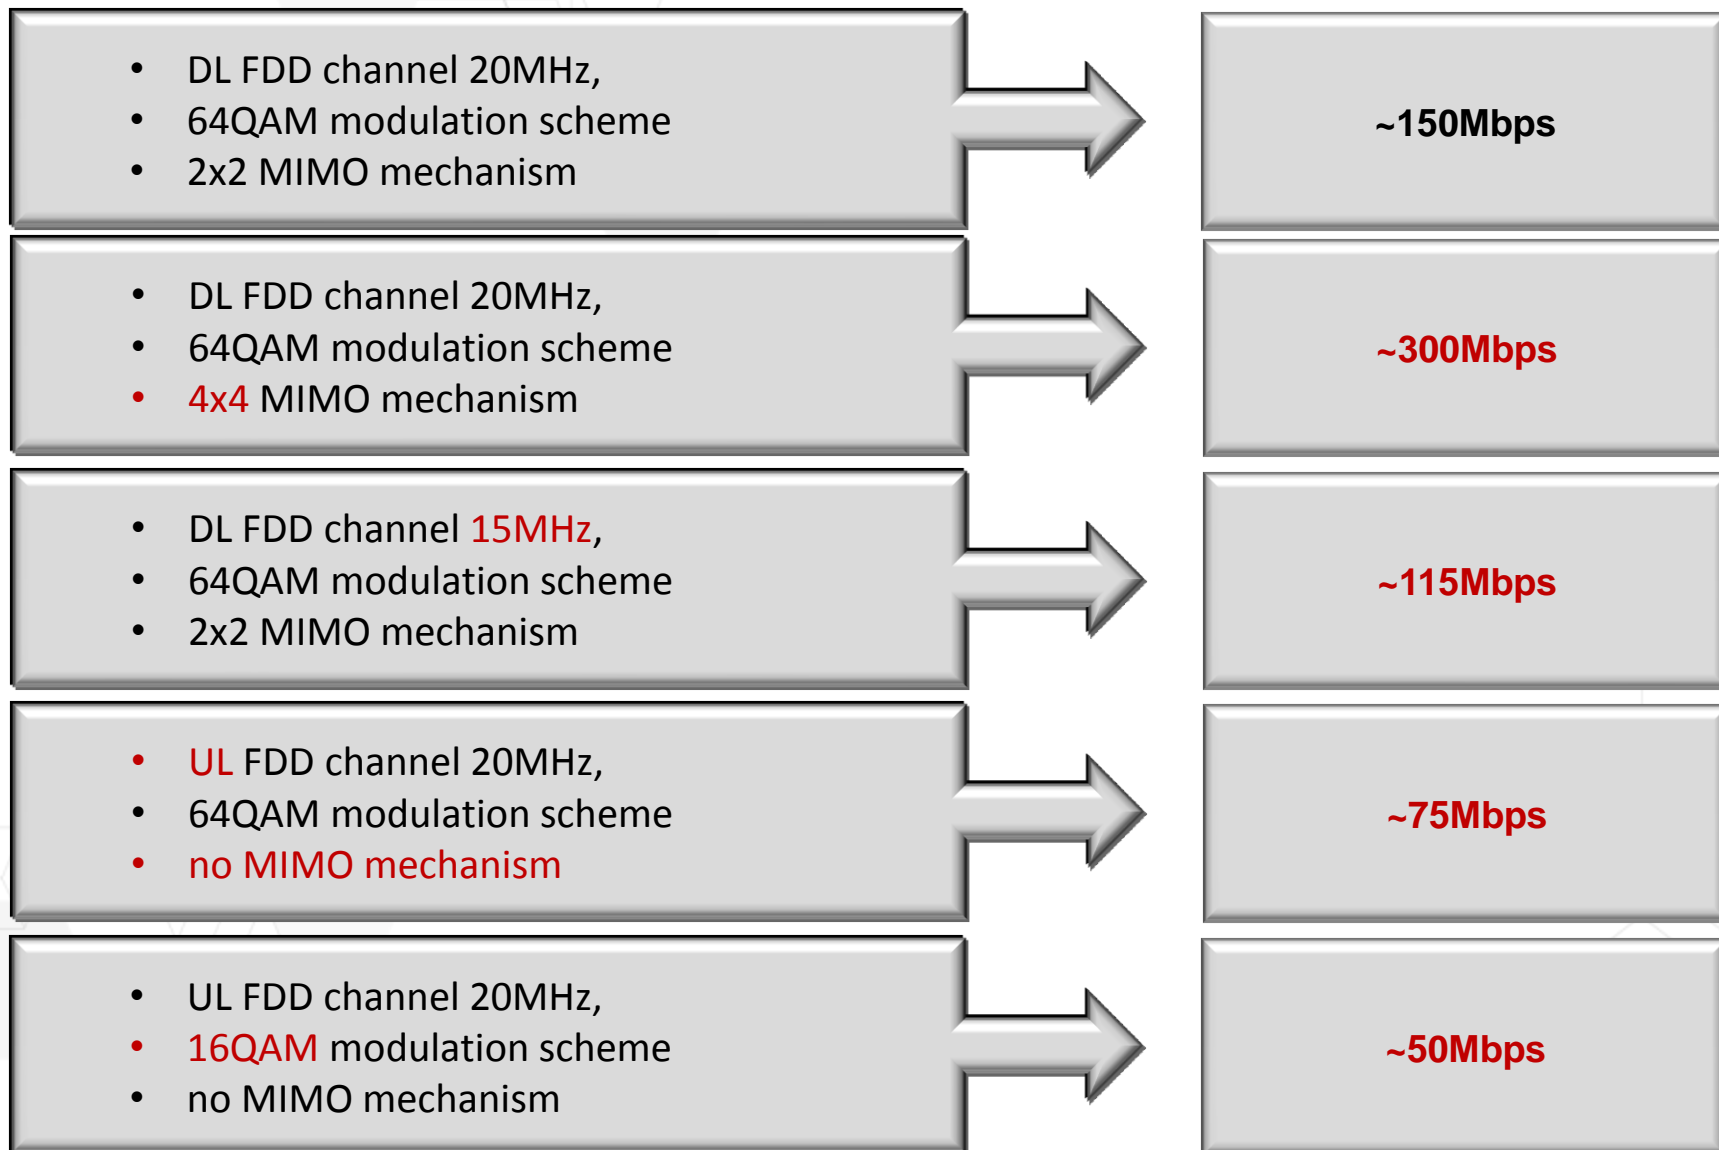 • DL FDD channel 20MHz,
• 64QAM modulation scheme
• 2x2 MIMO mechanism
~150Mbps
• DL FDD channel 20MHz,
• 64QAM modulation scheme
• 4x4 MIMO mechanism
~300Mbps
• DL FDD channel 15MHz,
• 64QAM modulation scheme
• 2x2 MIMO mechanism
~115Mbps
• UL FDD channel 20MHz,
• 64QAM modulation scheme
• no MIMO mechanism
~75Mbps
• UL FDD channel 20MHz,
• 16QAM modulation scheme
• no MIMO mechanism
~50Mbps